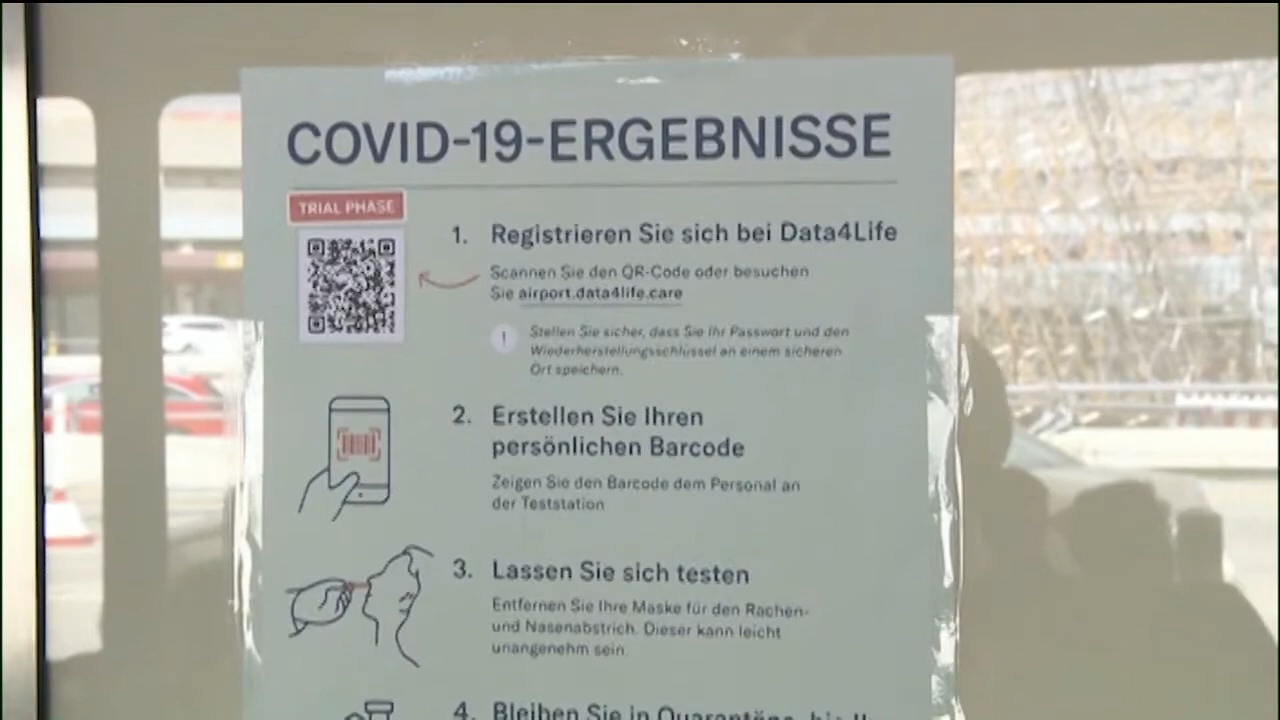 COVID-19-ERGEBNISSE
TRIAL PHASE
1. Registrieren Sie sich bei Data4Life
Scannen Sie den QR-Code oder besuchen
Sie airport.data4life.care
! Stellen Sie sicher, dass Sie Ihr Passwort und den
Wiederherstellungsschlüssel an einem sicheren
Ort speichern.
2. Erstellen Sie Ihren
persönlichen Barcode
Zeigen Sie den Barcode dem Personal an
der Teststation
3. Lassen Sie sich testen
Entfernen Sie Ihre Maske für den Rachen-
und Nasenabstrich. Dieser kann leicht
unangenehm sein.
4. Bleiben Sie in Quarantäne, bis